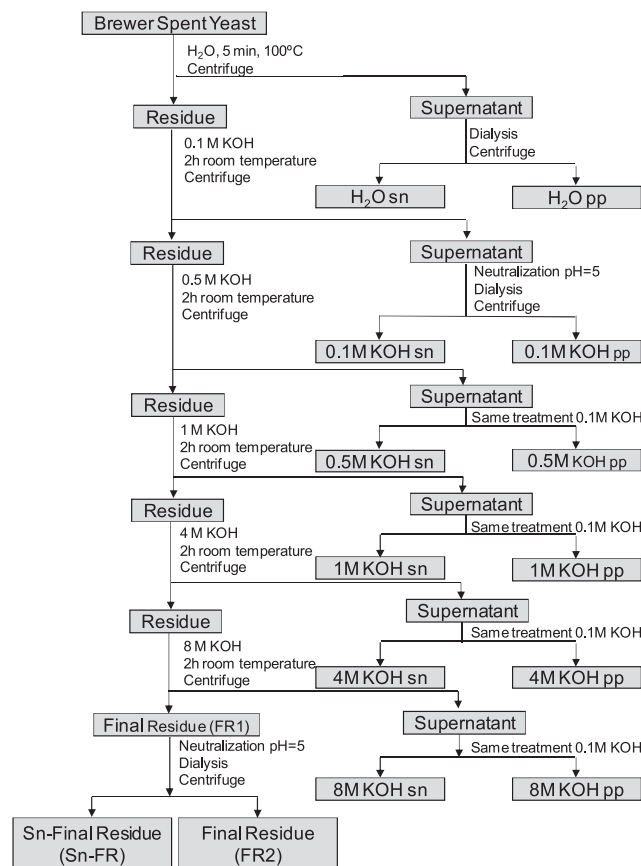 Brewer Spent Yeast
H₂O, 5 min, 100ºC
Centrifuge
Residue
Supernatant
0.1 M KOH
2h room temperature
Centrifuge
Dialysis
Centrifuge
H₂O sn
H₂O pp
Residue
Supernatant
0.5 M KOH
2h room temperature
Centrifuge
Neutralization pH=5
Dialysis
Centrifuge
0.1M KOH sn
0.1M KOH pp
Residue
Supernatant
1 M KOH
2h room temperature
Centrifuge
Same treatment 0.1M KOH
0.5M KOH sn
0.5M KOH pp
Residue
Supernatant
4 M KOH
2h room temperature
Centrifuge
Same treatment 0.1M KOH
1M KOH sn
1M KOH pp
Residue
Supernatant
8 M KOH
2h room temperature
Centrifuge
Same treatment 0.1M KOH
4M KOH sn
4M KOH pp
Final Residue (FR1)
Supernatant
Neutralization pH=5
Dialysis
Centrifuge
Same treatment 0.1M KOH
8M KOH sn
8M KOH pp
Sn-Final Residue
(Sn-FR)
Final Residue
(FR2)